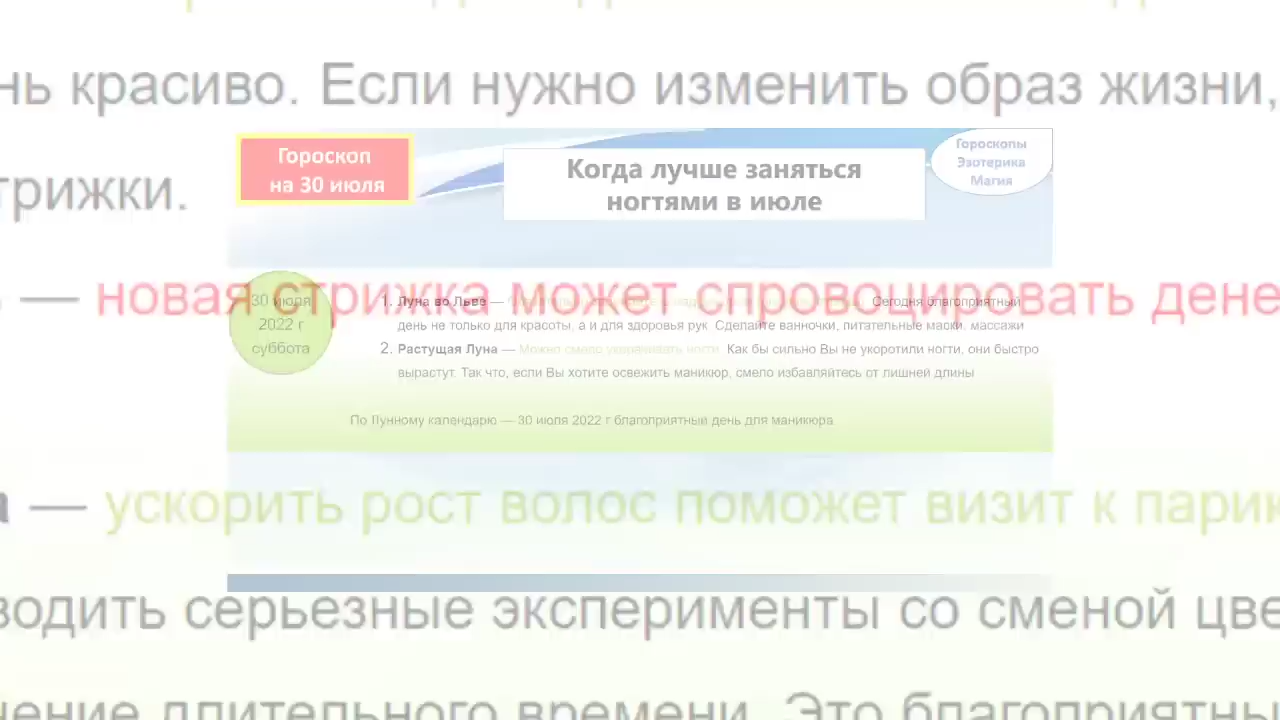 нь красиво. Если нужно изменить образ жизни,
Гороскоп
на 30 июля
Когда лучше заняться
ногтями в июле
Гороскопы
Эзотерика
Магия
трижки.
— новая стрижка может спровоцировать дене
30 июля
2022 г
суббота
1. Луна во Льве — Сегодня благоприятный
день не только для красоты, а и для здоровья рук. Сделайте ванночки, питательные маски, массажи
2. Растущая Луна — Можно смело укорачивать ногти. Как бы сильно Вы не укоротили ногти, они быстро
вырастут. Так что, если Вы хотите освежить маникюр, смело избавляйтесь от лишней длины
По Лунному календарю — 30 июля 2022 г благоприятный день для маникюра.
а — ускорить рост волос поможет визит к парик
водить серьезные эксперименты со сменой цве
чение длительного времени. Это благоприятны